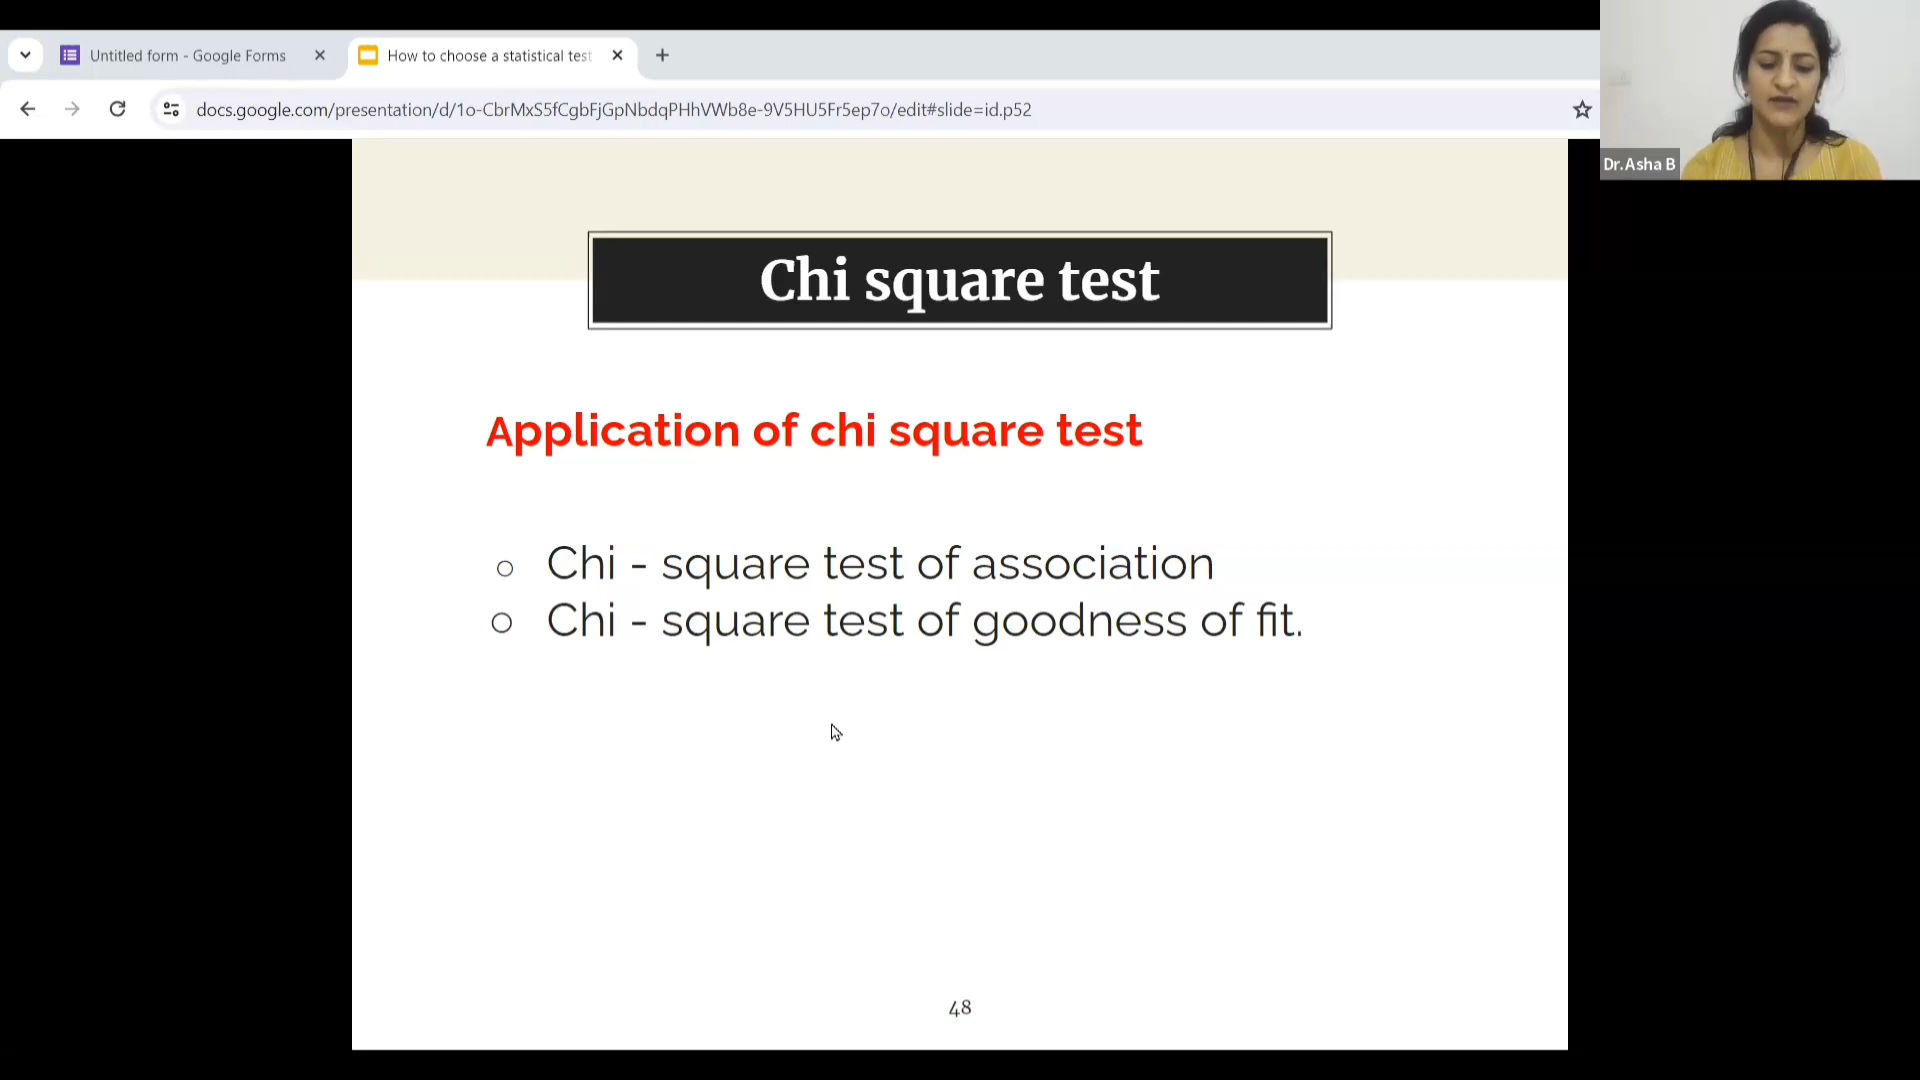 Untitled form - Google Forms
How to choose a statistical test
docs.google.com/presentation/d/1o-CbrMxS5fCgbFjGpNbdqPHhVWb8e-9V5HU5Fr5ep7o/edit#slide=id.p52
Dr.Asha B
Chi square test
Application of chi square test
Chi - square test of association
Chi - square test of goodness of fit.
48